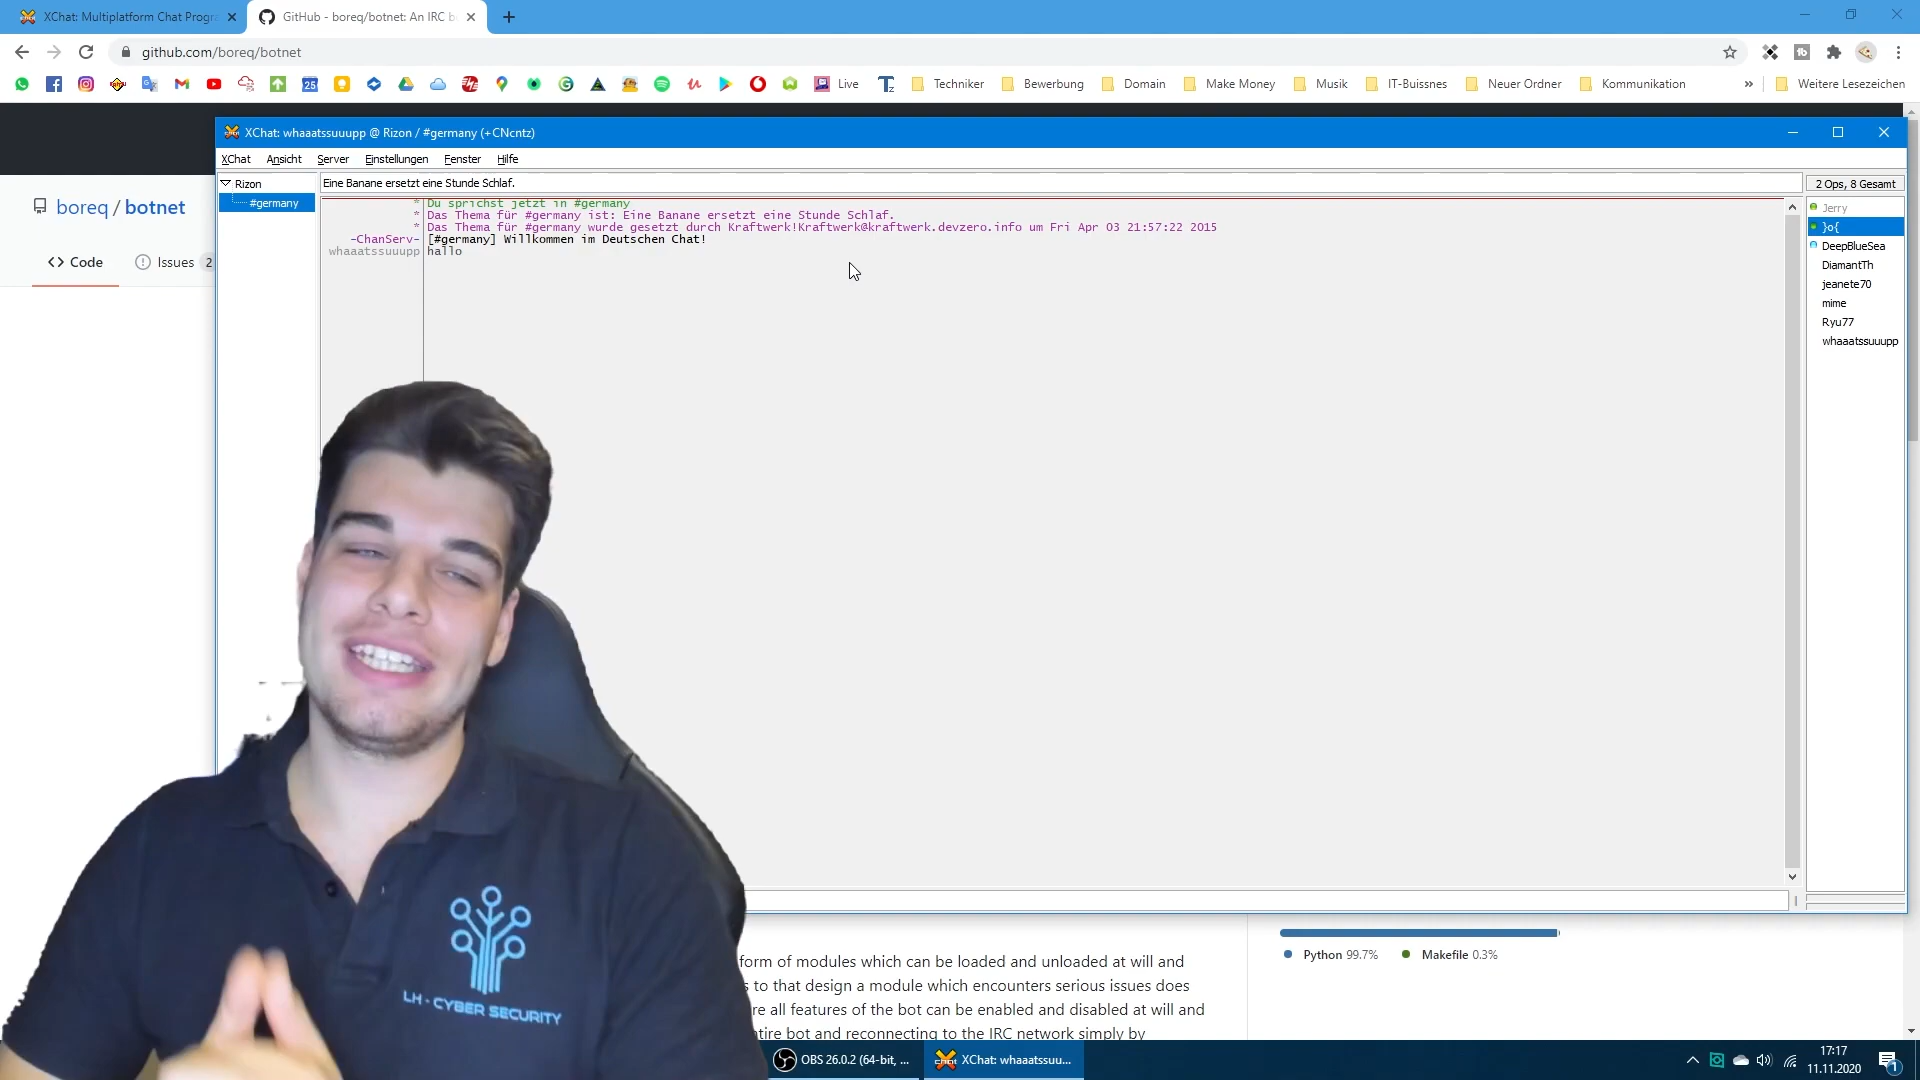 XChat: Multiplatform Chat Progra
GitHub - boreq/botnet: An IRC b
github.com/boreq/botnet
25
Live
Techniker
Bewerbung
Domain
Make Money
Musik
IT-Buissnes
Neuer Ordner
Kommunikation
»
Weitere Lesezeichen
XChat: whaaatssuuupp @ Rizon / #germany (+CNcntz)
XChat Ansicht Server Einstellungen Fenster Hilfe
Rizon
#germany
Eine Banane ersetzt eine Stunde Schlaf.
2 Ops, 8 Gesamt
* Du sprichst jetzt in #germany
* Das Thema für #germany ist: Eine Banane ersetzt eine Stunde Schlaf.
* Das Thema für #germany wurde gesetzt durch Kraftwerk!Kraftwerk@kraftwerk.devzero.info um Fri Apr 03 21:57:22 2015
-ChanServ- [#germany] Willkommen im Deutschen Chat!
whaaatssuuupp hallo
Jerry
}o{
DeepBlueSea
DiamantTh
jeanete70
mime
Ryu77
whaaatssuuupp
boreq / botnet
<> Code
Issues 2
LH - CYBER SECURITY
form of modules which can be loaded and unloaded at will and
s to that design a module which encounters serious issues does
re all features of the bot can be enabled and disabled at will and
ntire bot and reconnecting to the IRC network simply by
Python 99.7%
Makefile 0.3%
OBS 26.0.2 (64-bit, ...
XChat: whaaatssuu...
17:17
11.11.2020
1